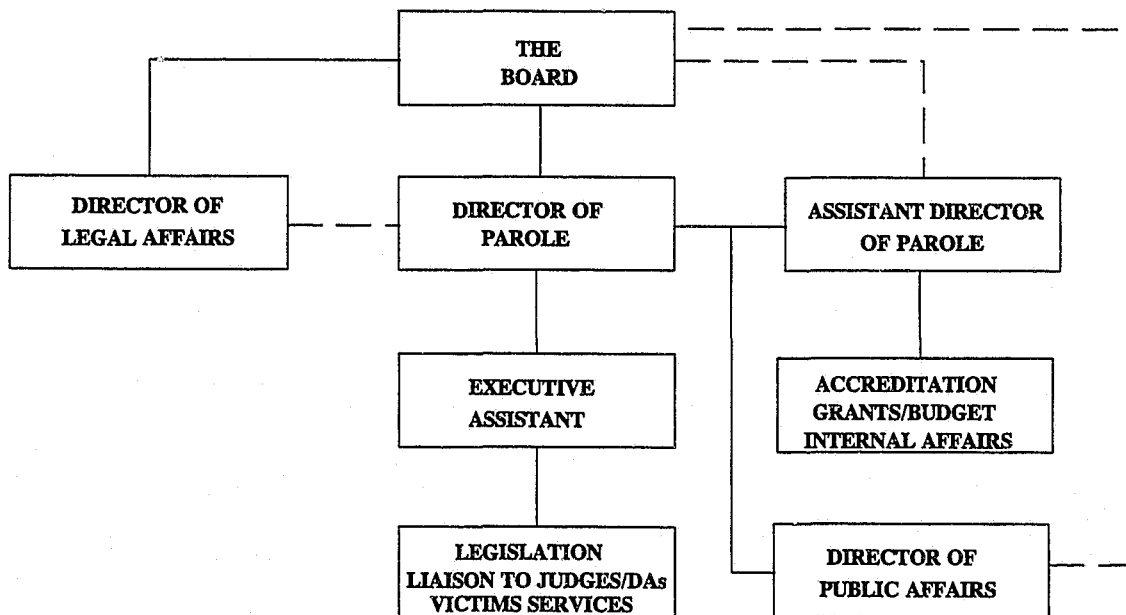 THE
BOARD
DIRECTOR OF
LEGAL AFFAIRS
DIRECTOR OF
PAROLE
ASSISTANT DIRECTOR
OF PAROLE
EXECUTIVE
ASSISTANT
ACCREDITATION
GRANTS/BUDGET
INTERNAL AFFAIRS
LEGISLATION
LIAISON TO JUDGES/DAs
VICTIMS SERVICES
DIRECTOR OF
PUBLIC AFFAIRS